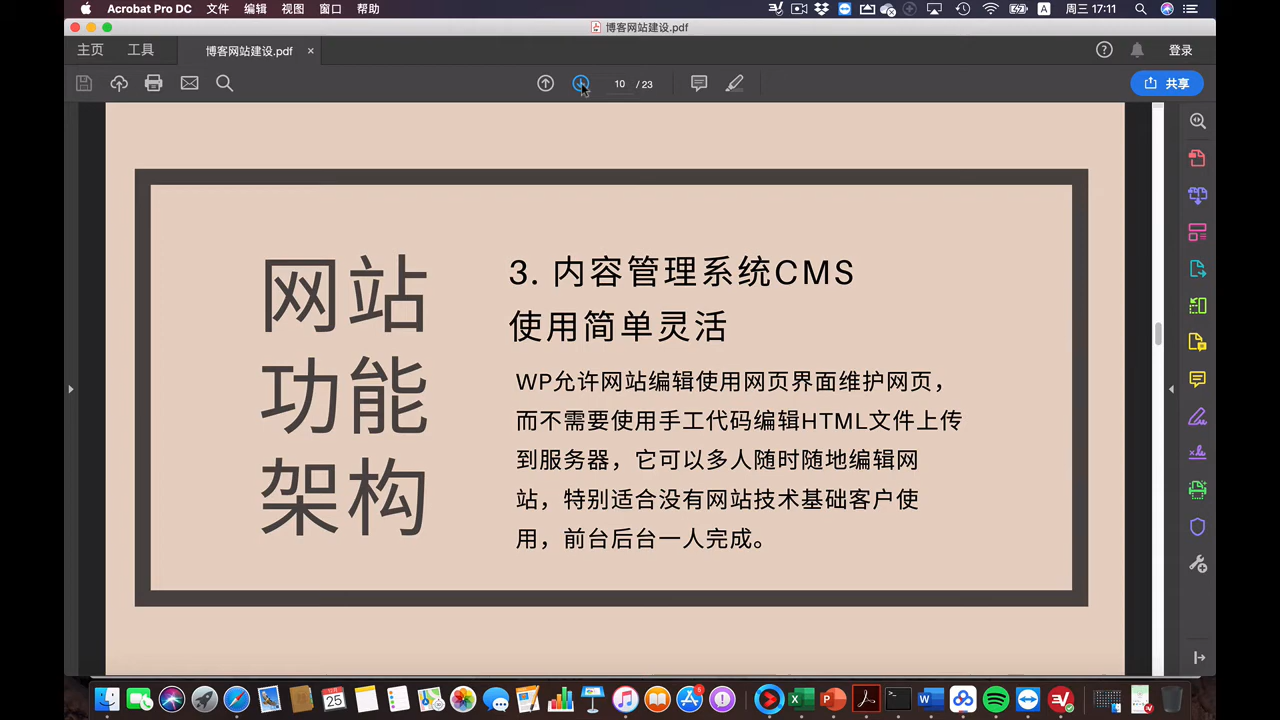 Acrobat Pro DC 文件 编辑 视图 窗口 帮助
A 周三 17:11
博客网站建设.pdf
主页 工具 博客网站建设.pdf × 登录
10 / 23 共享
网站
功能
架构
3. 内容管理系统CMS
使用简单灵活
WP允许网站编辑使用网页界面维护网页，
而不需要使用手工代码编辑HTML文件上传
到服务器，它可以多人随时随地编辑网
站，特别适合没有网站技术基础客户使
用，前台后台一人完成。
25